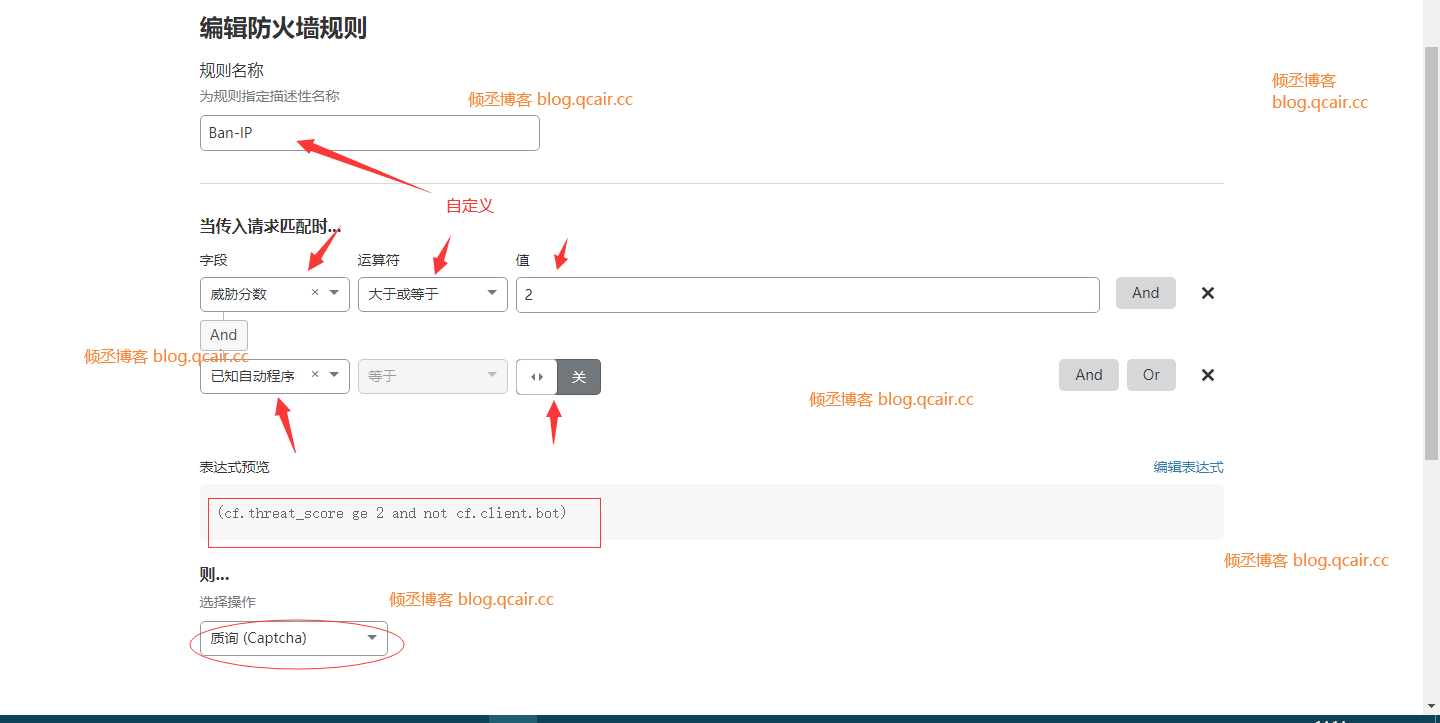 编辑防火墙规则
规则名称
为规则指定描述性名称
倾丞博客 blog.qcair.cc
倾丞博客
blog.qcair.cc
Ban-IP
自定义
当传入请求匹配时...
字段 运算符 值
威胁分数 × 大于或等于 2 And ×
And
倾丞博客 blog.qcair.cc
已知自动程序 × 等于 关 And Or ×
倾丞博客 blog.qcair.cc
表达式预览 编辑表达式
(cf.threat_score ge 2 and not cf.client.bot)
倾丞博客 blog.qcair.cc
则...
选择操作
倾丞博客 blog.qcair.cc
质询 (Captcha)